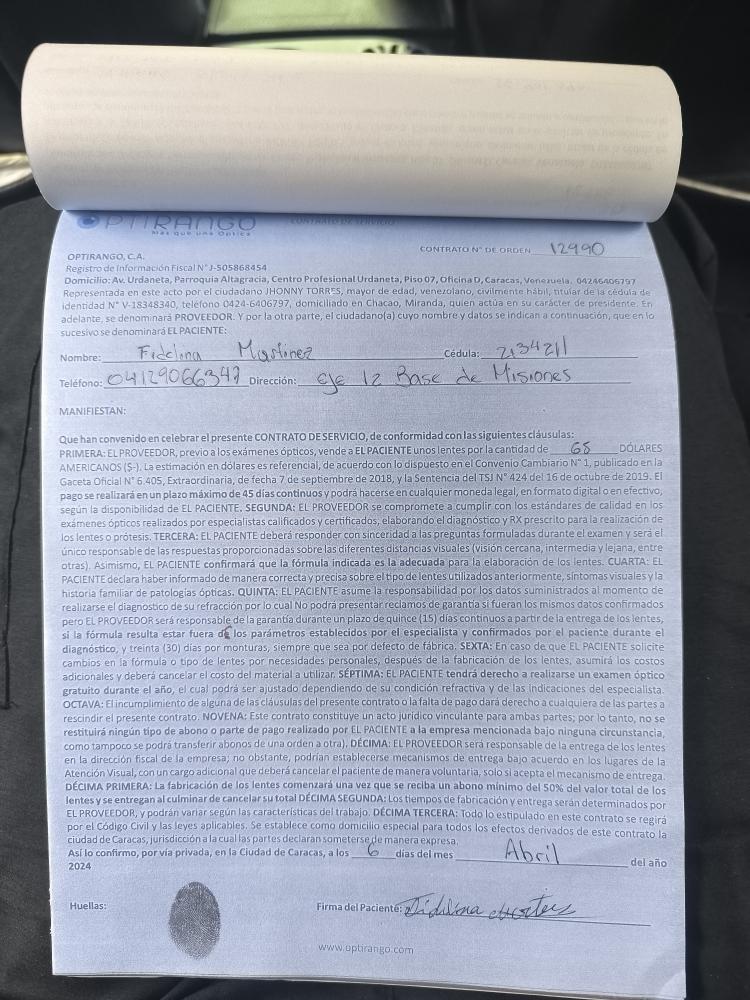 OPTIRANGO
Más que una Óptica
CONTRATO DE SERVICIO
CONTRATO N° DE ORDEN 12990
OPTIRANGO, C.A.
Registro de Información Fiscal N° J-505868454
Domicilio: Av. Urdaneta, Parroquia Altagracia, Centro Profesional Urdaneta, Piso 07, Oficina D, Caracas, Venezuela. 04246406797
Representada en este acto por el ciudadano JHONNY TORRES, mayor de edad, venezolano, civilmente hábil, titular de la cédula de
identidad N° V-18348340, teléfono 0424-6406797, domiciliado en Chacao, Miranda, quien actúa en su carácter de presidente. En
adelante, se denominará PROVEEDOR. Y por la otra parte, el ciudadano(a) cuyo nombre y datos se indican a continuación, que en lo
sucesivo se denominará EL PACIENTE:
Nombre: Fidelina Martinez Cédula: 2134211
Teléfono: 04129066347 Dirección: eje 12 Base de Misiones
MANIFIESTAN:
Que han convenido en celebrar el presente CONTRATO DE SERVICIO, de conformidad con las siguientes cláusulas:
PRIMERA: EL PROVEEDOR, previo a los exámenes ópticos, vende a EL PACIENTE unos lentes por la cantidad de 65 DÓLARES
AMERICANOS ($-). La estimación en dólares es referencial, de acuerdo con lo dispuesto en el Convenio Cambiario N° 1, publicado en la
Gaceta Oficial N° 6.405, Extraordinaria, de fecha 7 de septiembre de 2018, y la Sentencia del TSJ N° 424 del 16 de octubre de 2019. El
pago se realizará en un plazo máximo de 45 días continuos y podrá hacerse en cualquier moneda legal, en formato digital o en efectivo,
según la disponibilidad de EL PACIENTE. SEGUNDA: EL PROVEEDOR se compromete a cumplir con los estándares de calidad en los
exámenes ópticos realizados por especialistas calificados y certificados, elaborando el diagnóstico y RX prescrito para la realización de
los lentes o prótesis. TERCERA: EL PACIENTE deberá responder con sinceridad a las preguntas formuladas durante el examen y será el
único responsable de las respuestas proporcionadas sobre las diferentes distancias visuales (visión cercana, intermedia y lejana, entre
otras). Asimismo, EL PACIENTE confirmará que la fórmula indicada es la adecuada para la elaboración de los lentes. CUARTA: EL
PACIENTE declara haber informado de manera correcta y precisa sobre el tipo de lentes utilizados anteriormente, síntomas visuales y la
historia familiar de patologías ópticas. QUINTA: EL PACIENTE asume la responsabilidad por los datos suministrados al momento de
realizarse el diagnostico de su refracción por lo cual No podrá presentar reclamos de garantía si fueran los mismos datos confirmados
pero EL PROVEEDOR será responsable de la garantía durante un plazo de quince (15) días continuos a partir de la entrega de los lentes,
si la fórmula resulta estar fuera de los parámetros establecidos por el especialista y confirmados por el paciente durante el
diagnóstico, y treinta (30) días por monturas, siempre que sea por defecto de fábrica. SEXTA: En caso de que EL PACIENTE solicite
cambios en la fórmula o tipo de lentes por necesidades personales, después de la fabricación de los lentes, asumirá los costos
adicionales y deberá cancelar el costo del material a utilizar. SÉPTIMA: EL PACIENTE tendrá derecho a realizarse un examen óptico
gratuito durante el año, el cual podrá ser ajustado dependiendo de su condición refractiva y de las indicaciones del especialista.
OCTAVA: El incumplimiento de alguna de las cláusulas del presente contrato o la falta de pago dará derecho a cualquiera de las partes a
rescindir el presente contrato. NOVENA: Este contrato constituye un acto jurídico vinculante para ambas partes; por lo tanto, no se
restituirá ningún tipo de abono o parte de pago realizado por EL PACIENTE a la empresa mencionada bajo ninguna circunstancia,
como tampoco se podrá transferir abonos de una orden a otra). DÉCIMA: EL PROVEEDOR será responsable de la entrega de los lentes
en la dirección fiscal de la empresa; no obstante, podrían establecerse mecanismos de entrega bajo acuerdo en los lugares de la
Atención Visual, con un cargo adicional que deberá cancelar el paciente de manera voluntaria, solo si acepta el mecanismo de entrega.
DÉCIMA PRIMERA: La fabricación de los lentes comenzará una vez que se reciba un abono mínimo del 50% del valor total de los
lentes y se entregan al culminar de cancelar su total DÉCIMA SEGUNDA: Los tiempos de fabricación y entrega serán determinados por
EL PROVEEDOR, y podrán variar según las características del trabajo. DÉCIMA TERCERA: Todo lo estipulado en este contrato se regirá
por el Código Civil y las leyes aplicables. Se establece como domicilio especial para todos los efectos derivados de este contrato la
ciudad de Caracas, jurisdicción a la cual las partes declaran someterse de manera expresa.
Así lo confirmo, por vía privada, en la Ciudad de Caracas, a los 6 días del mes Abril del año
2024
Huellas:
Firma del Paciente:
www.optirango.com